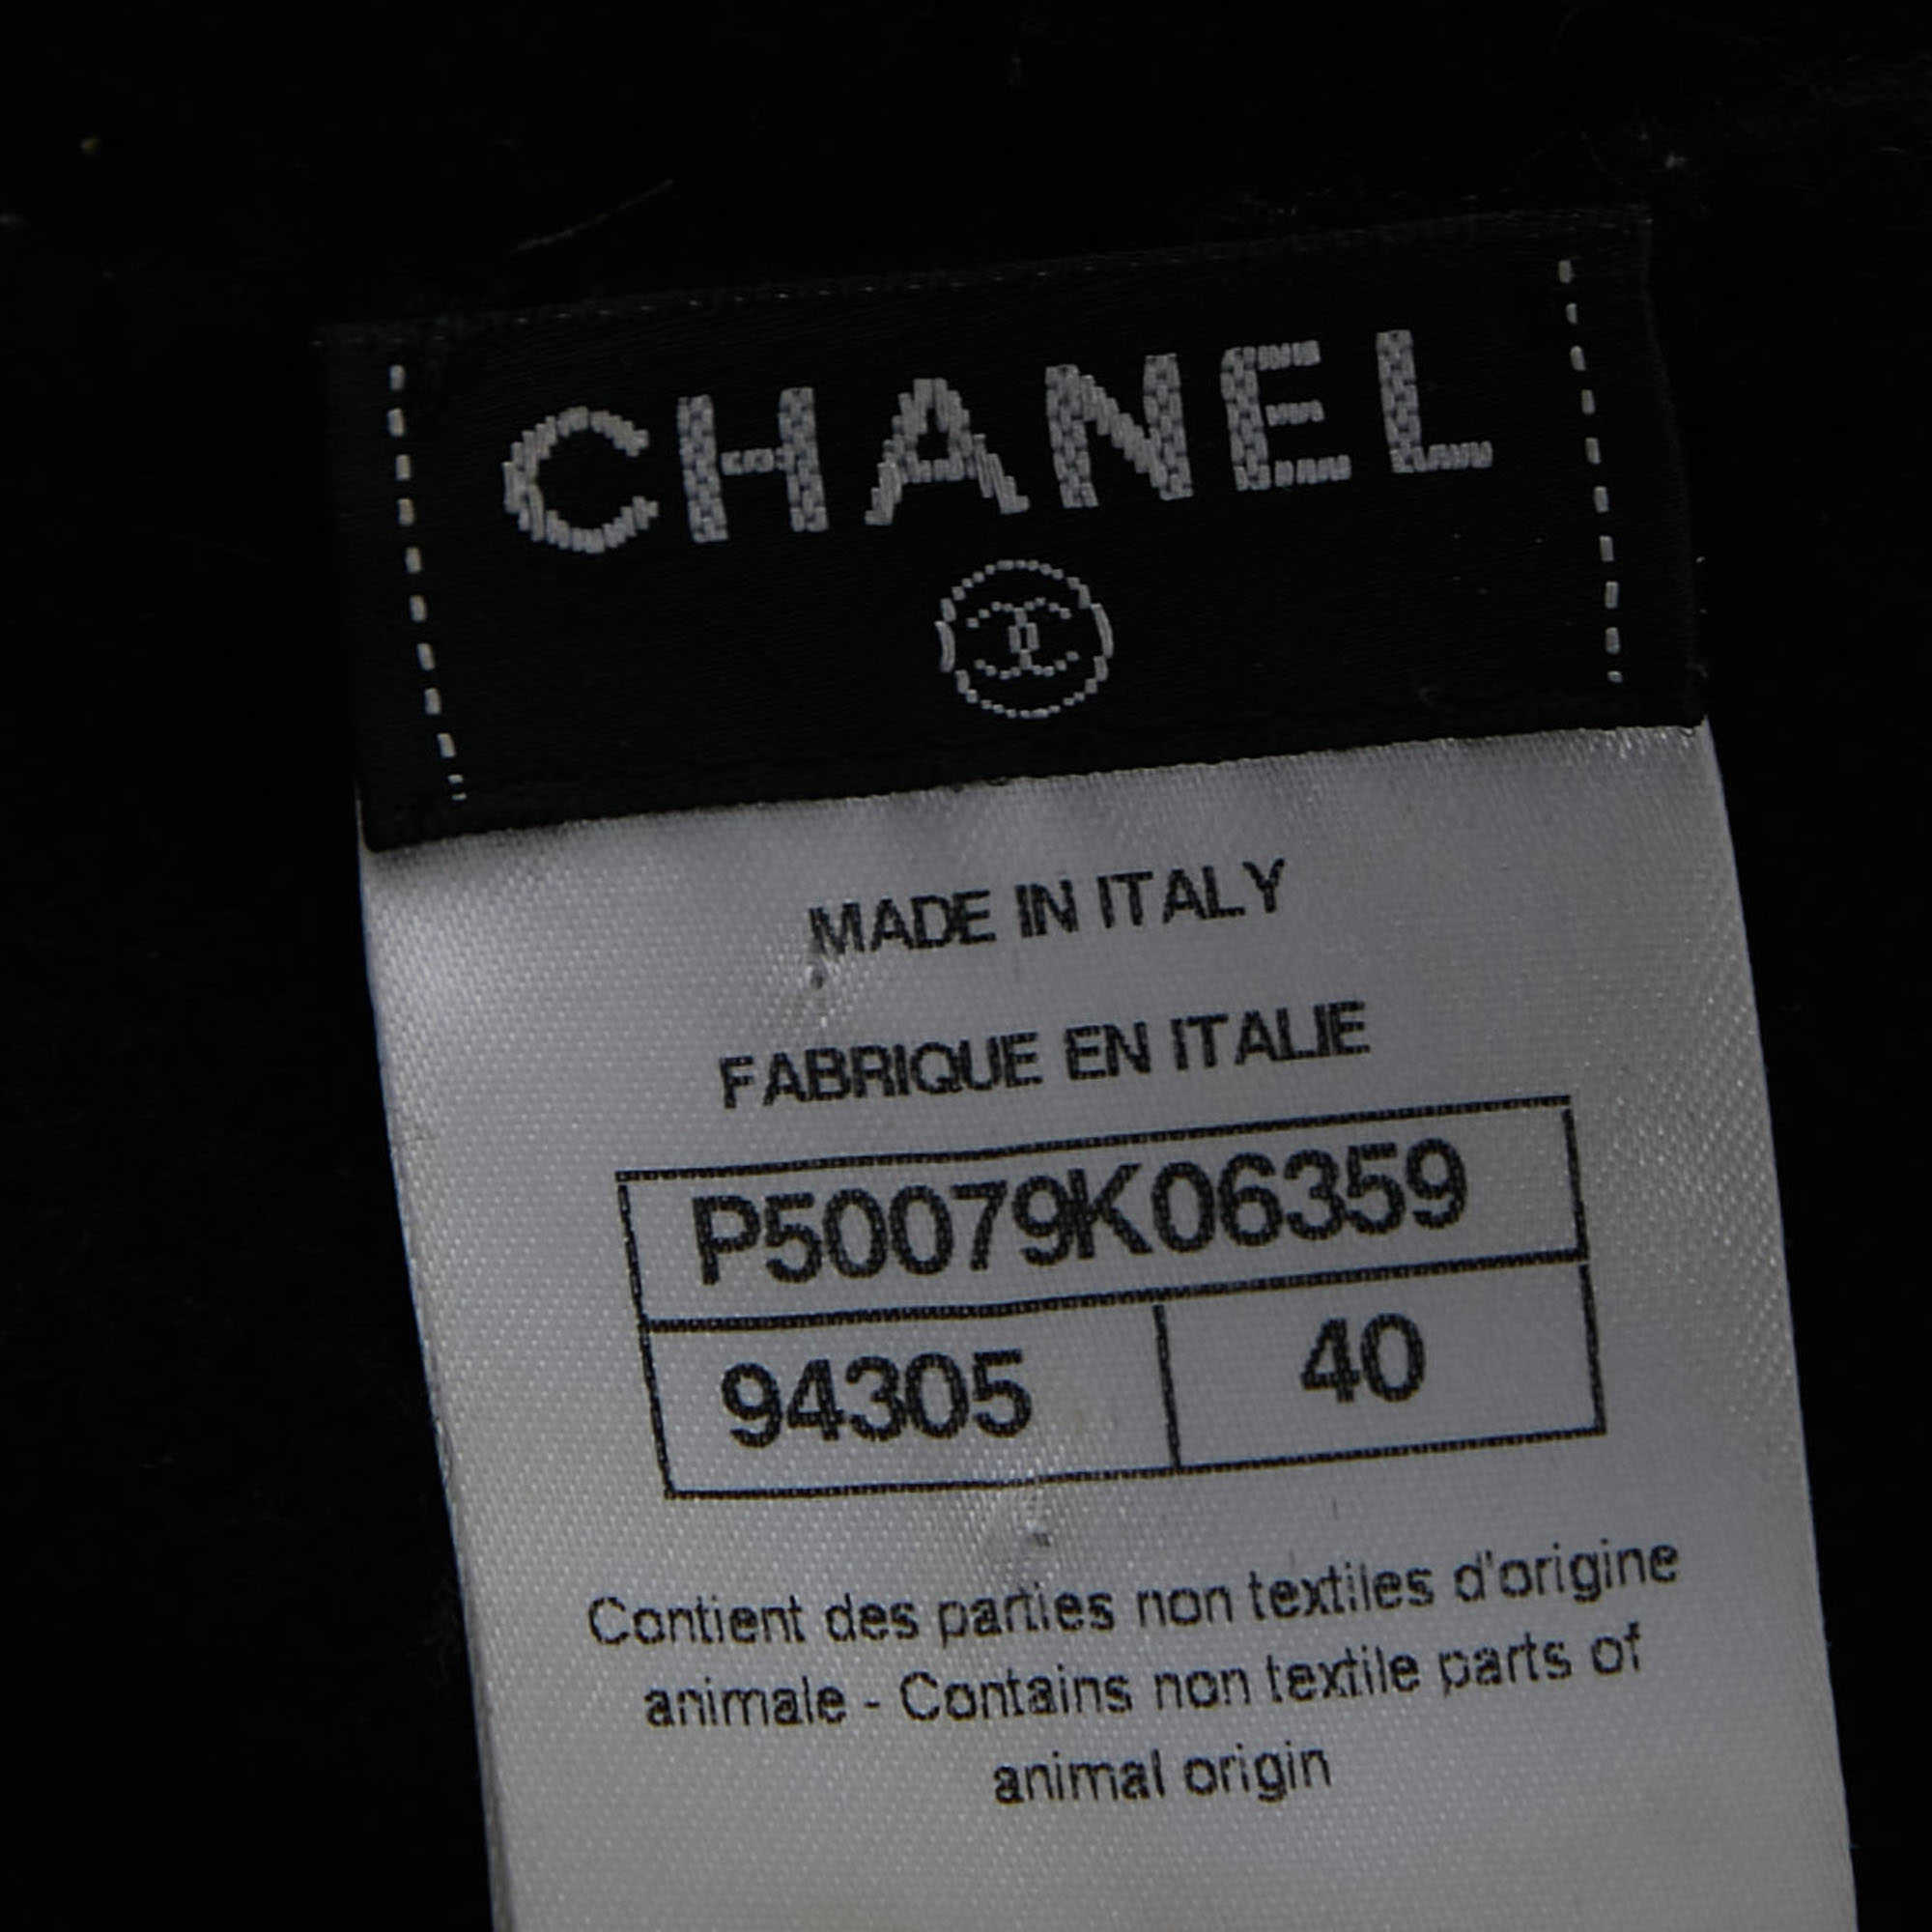 CHANEL
MADE IN ITALY
FABRIQUE EN ITALIE
P50079K06359
94305 40
Contient des parties non textiles d'origine
animale - Contains non textile parts of
animal origin